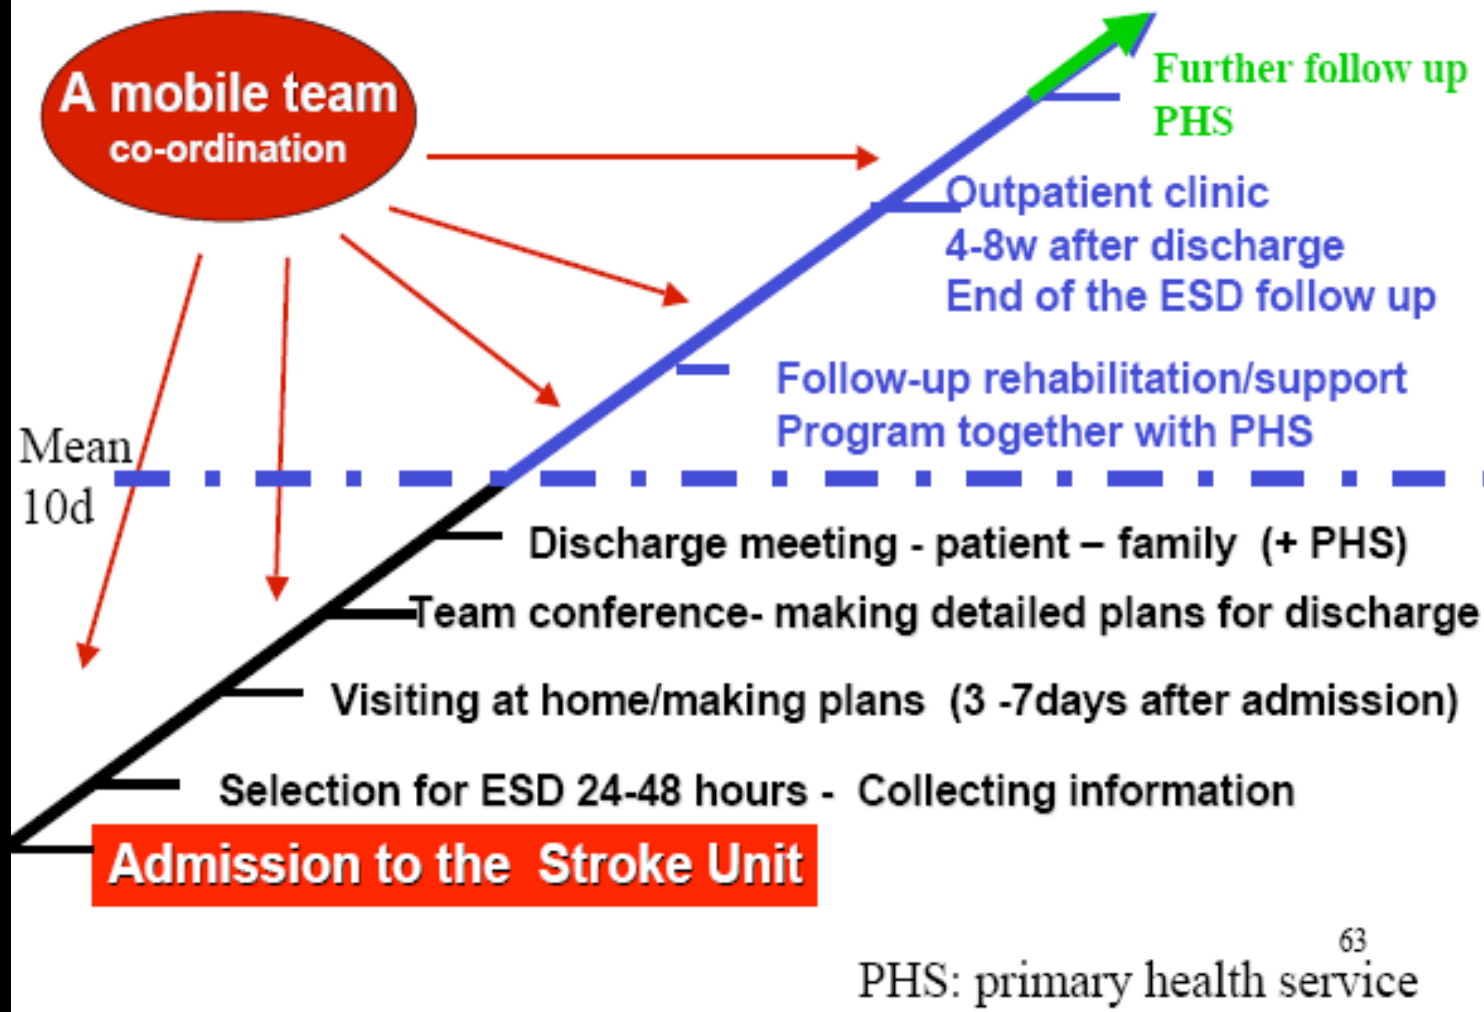 A mobile team
co-ordination
Further follow up
PHS
Outpatient clinic
4-8w after discharge
End of the ESD follow up
Follow-up rehabilitation/support
Program together with PHS
Mean
10d
Discharge meeting - patient – family (+ PHS)
Team conference- making detailed plans for discharge
Visiting at home/making plans (3 -7days after admission)
Selection for ESD 24-48 hours - Collecting information
Admission to the Stroke Unit
63
PHS: primary health service